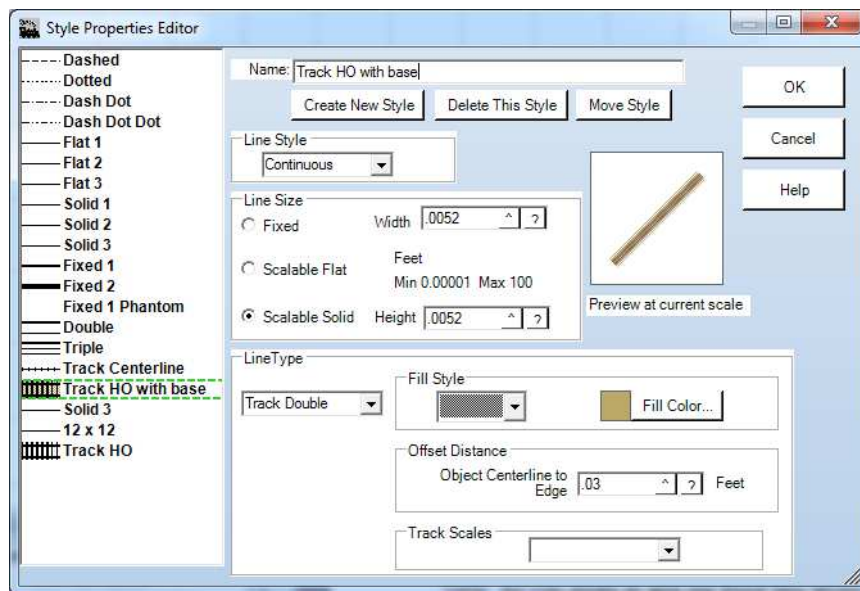 Style Properties Editor
Dashed
Dotted
Dash Dot
Dash Dot Dot
Flat 1
Flat 2
Flat 3
Solid 1
Solid 2
Solid 3
Fixed 1
Fixed 2
Fixed 1 Phantom
Double
Triple
Track Centerline
Track HO with base
Solid 3
12 x 12
Track HO
Name: Track HO with base
Create New Style Delete This Style Move Style
OK
Cancel
Help
Line Style
Continuous
Line Size
Fixed Width .0052 ^ ?
Feet
Scalable Flat
Min 0.00001 Max 100
Scalable Solid Height .0052 ^ ?
Preview at current scale
LineType
Track Double
Fill Style
Fill Color...
Offset Distance
Object Centerline to
Edge .03 ^ ? Feet
Track Scales